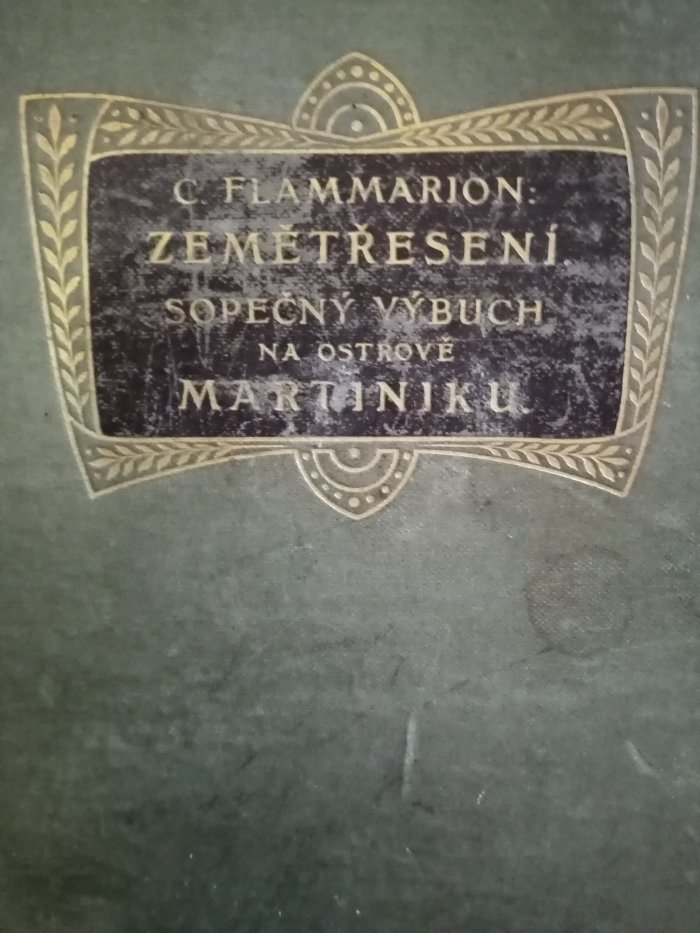 C. FLAMMARION:
ZEMĚTŘESENÍ.
SOPEČNÝ VÝBUCH
NA OSTROVĚ
MARTINIKU.